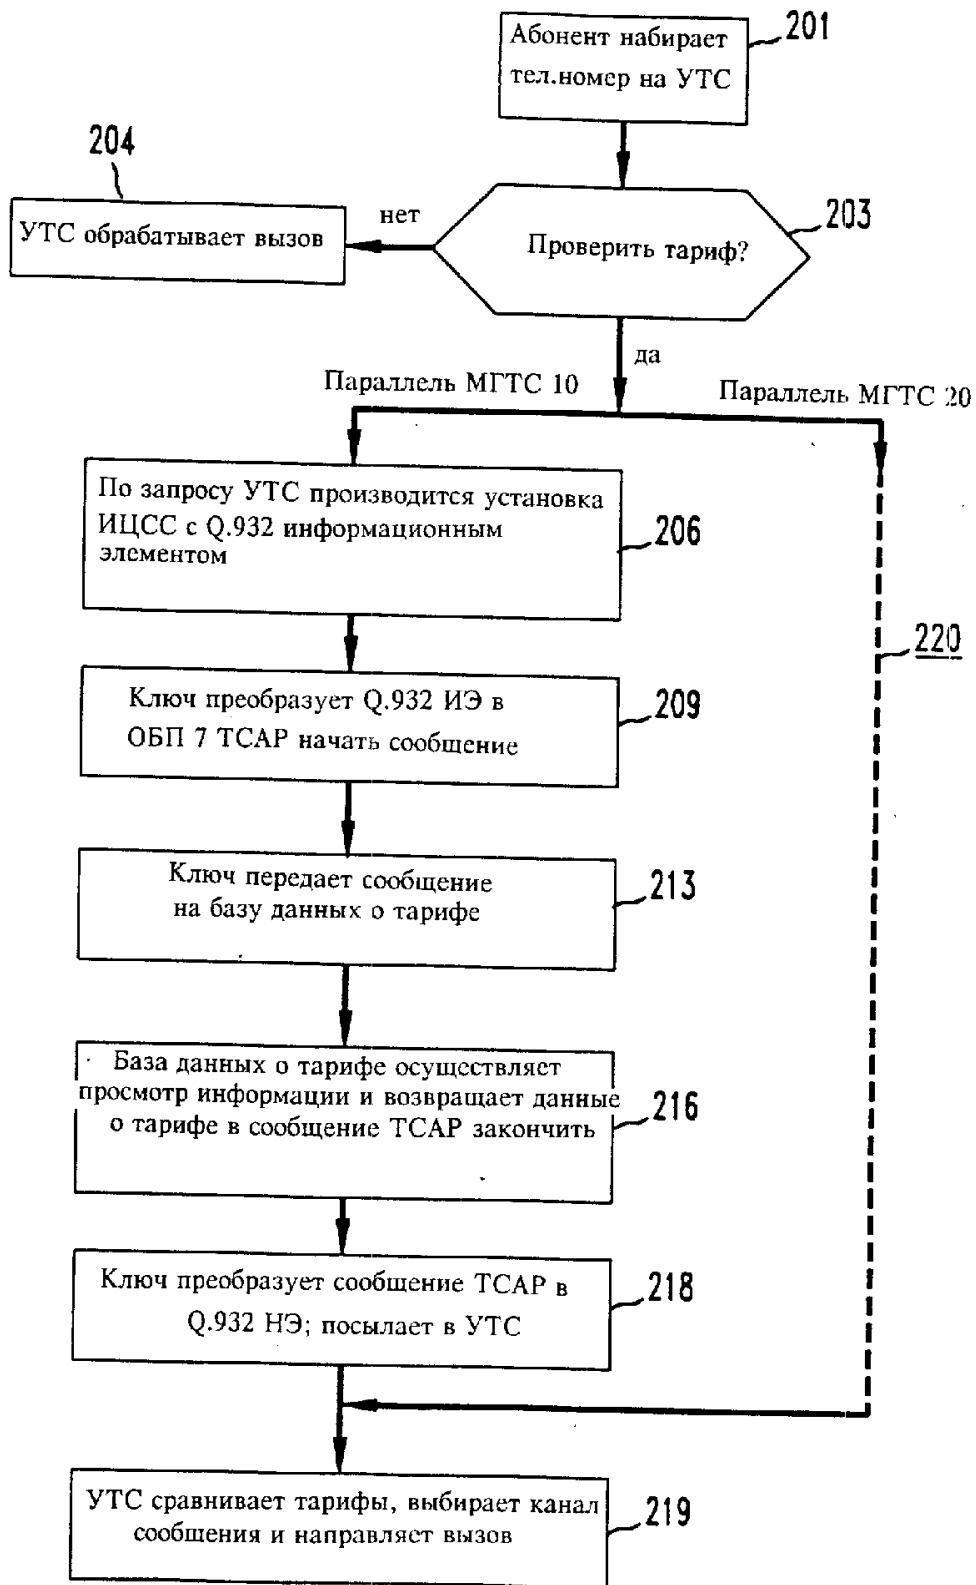 Абонент набирает
тел.номер на УТС
201
204
УТС обрабатывает вызов
нет
Проверить тариф?
203
да
Параллель МГТС 10
Параллель МГТС 20
По запросу УТС производится установка
ИЦСС с Q.932 информационным
элементом
206
220
Ключ преобразует Q.932 ИЭ в
ОБП 7 ТСАР начать сообщение
209
Ключ передает сообщение
на базу данных о тарифе
213
База данных о тарифе осуществляет
просмотр информации и возвращает данные
о тарифе в сообщение ТСАР закончить
216
Ключ преобразует сообщение ТСАР в
Q.932 НЭ; посылает в УТС
218
УТС сравнивает тарифы, выбирает канал
сообщения и направляет вызов
219